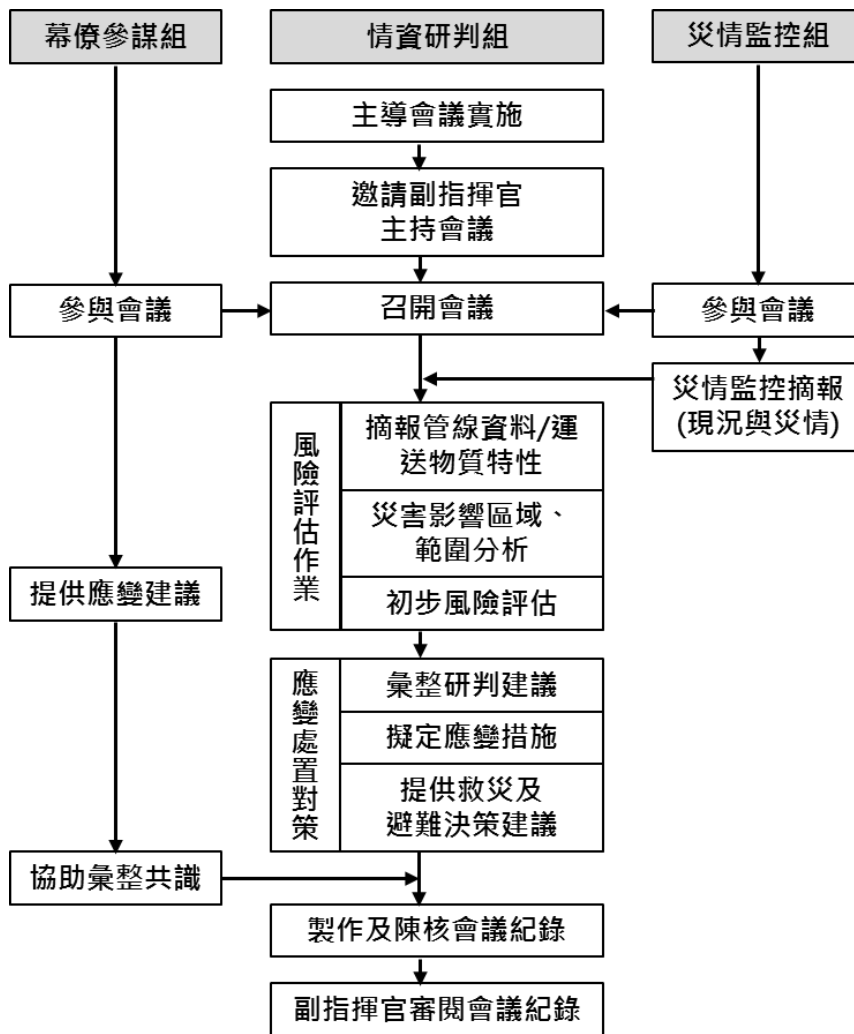 幕僚參謀組
情資研判組
災情監控組
主導會議實施
邀請副指揮官
主持會議
參與會議
召開會議
參與會議
災情監控摘報
(現況與災情)
風險評估作業
摘報管線資料/運
送物質特性
災害影響區域、
範圍分析
初步風險評估
提供應變建議
應變處置對策
彙整研判建議
擬定應變措施
提供救災及
避難決策建議
協助彙整共識
製作及陳核會議紀錄
副指揮官審閱會議紀錄